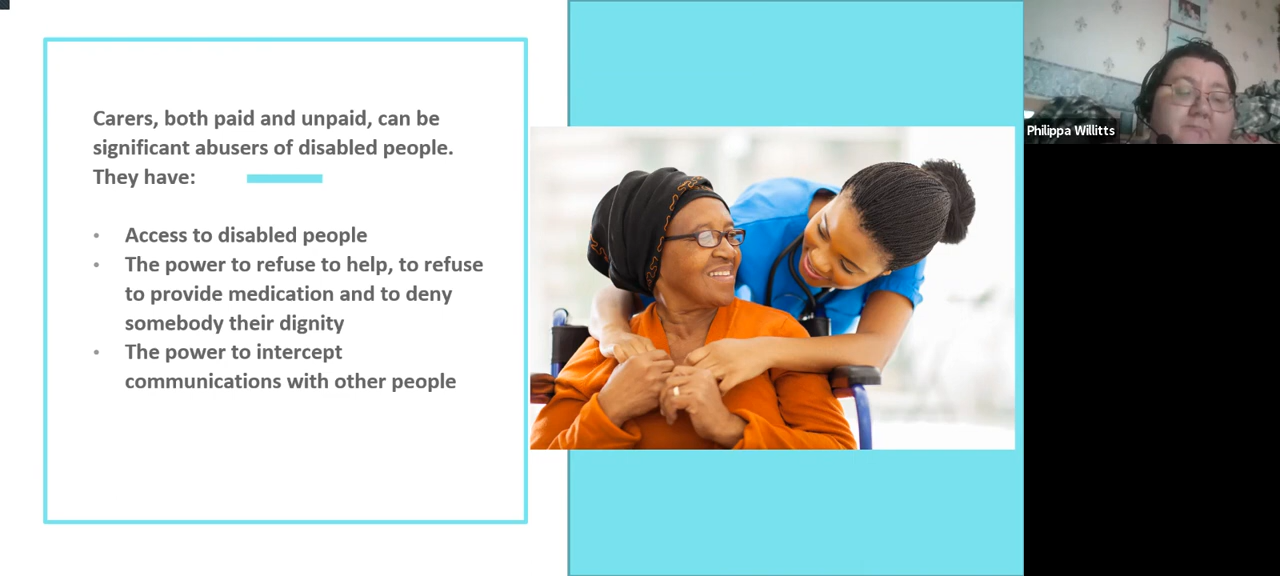 Carers, both paid and unpaid, can be
significant abusers of disabled people.
They have:
• Access to disabled people
• The power to refuse to help, to refuse
to provide medication and to deny
somebody their dignity
• The power to intercept
communications with other people
Philippa Willitts